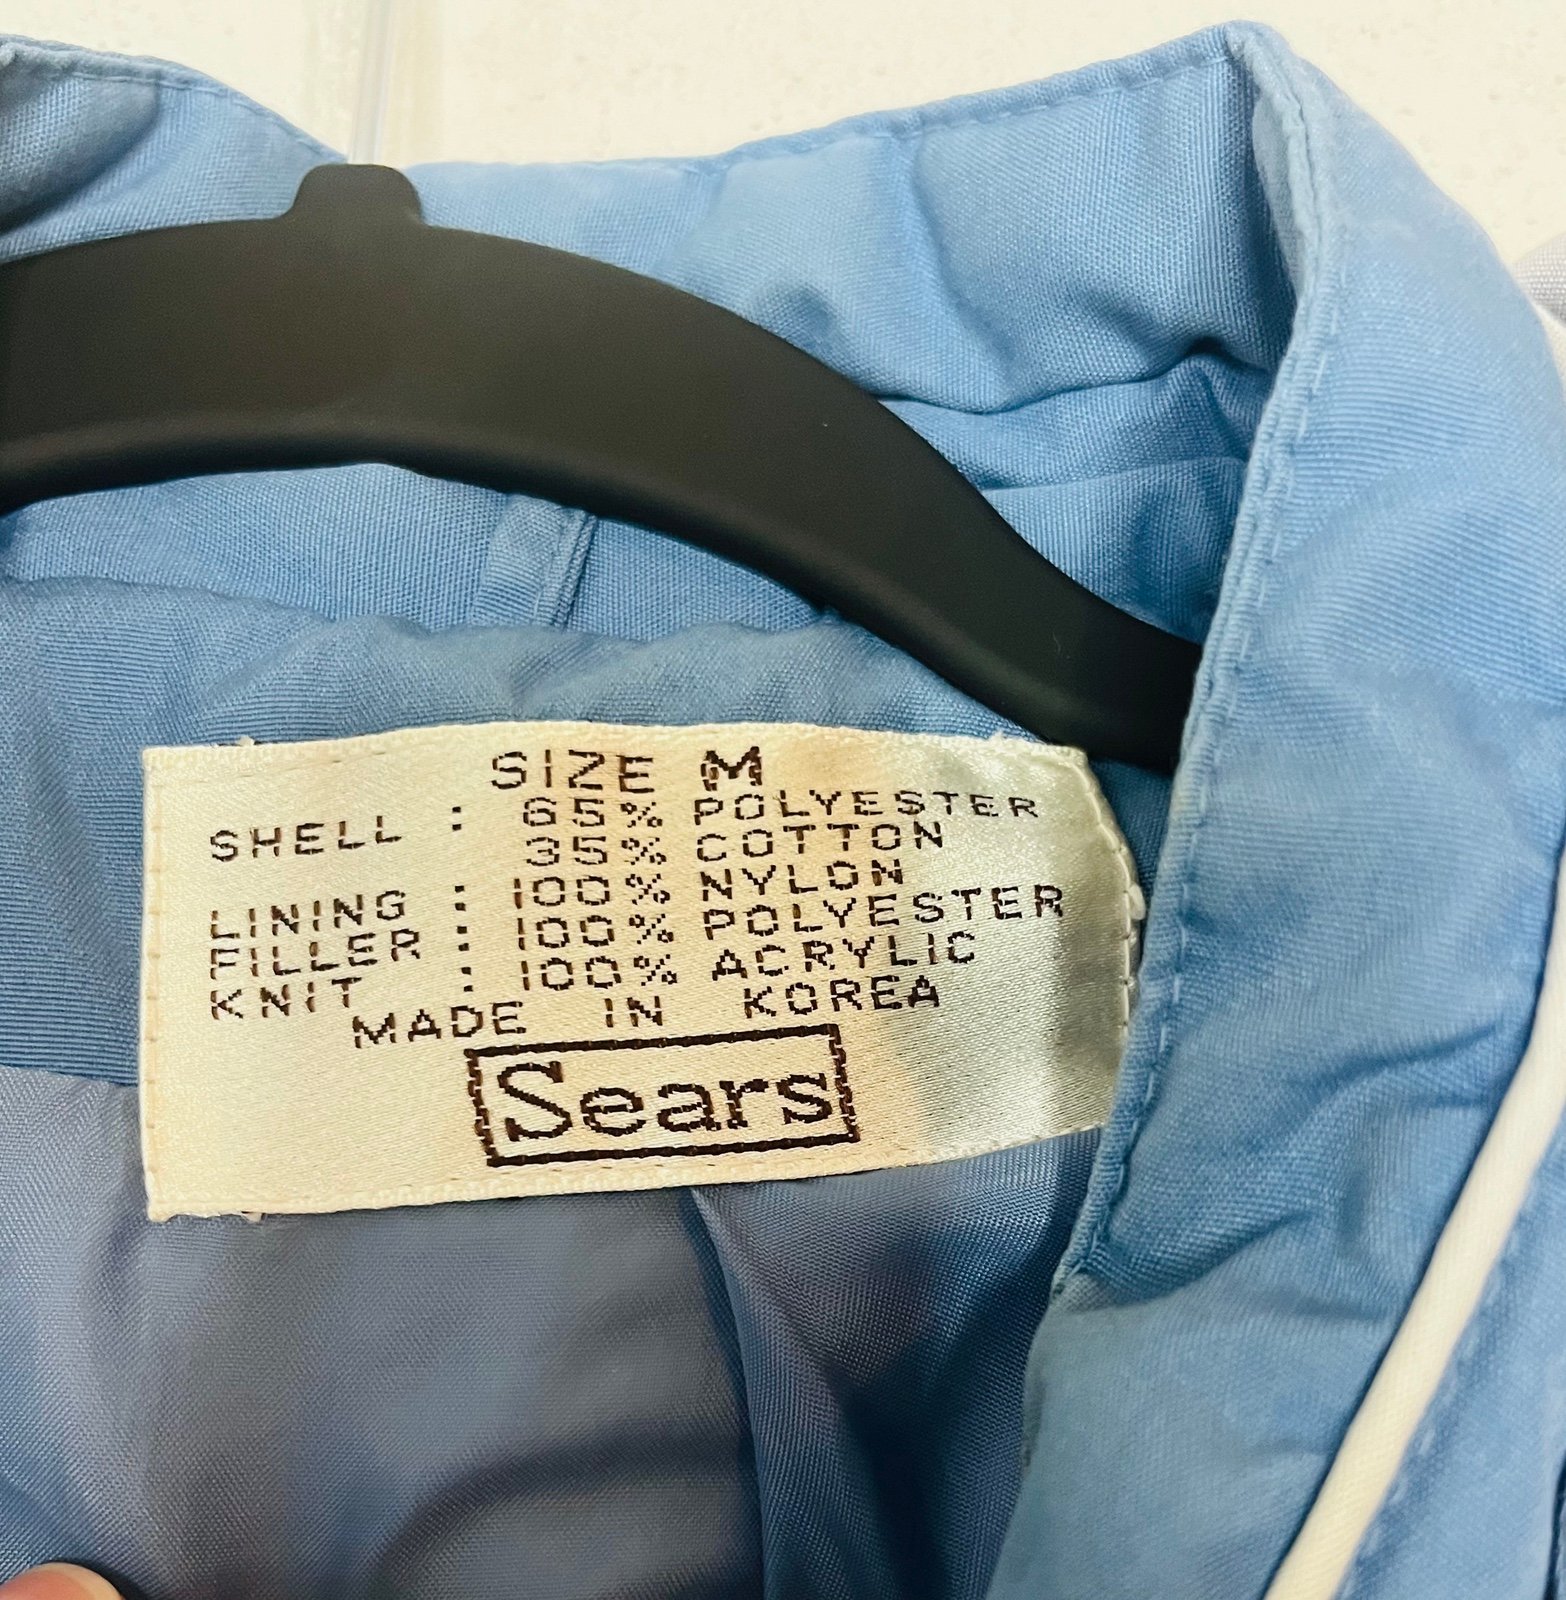 SIZE M
SHELL : 65% POLYESTER
35% COTTON
LINING : 100% NYLON
FILLER : 100% POLYESTER
KNIT : 100% ACRYLIC
MADE IN KOREA
Sears